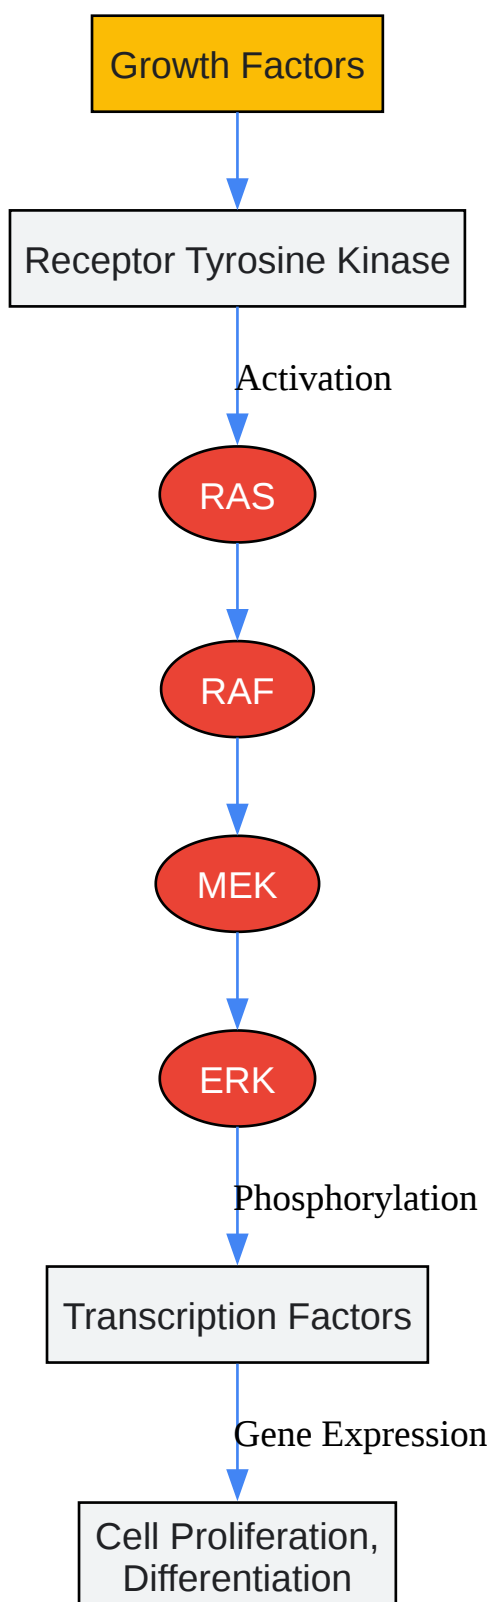 Growth Factors
Receptor Tyrosine Kinase
Activation
RAS
RAF
MEK
ERK
Phosphorylation
Transcription Factors
Gene Expression
Cell Proliferation,
Differentiation